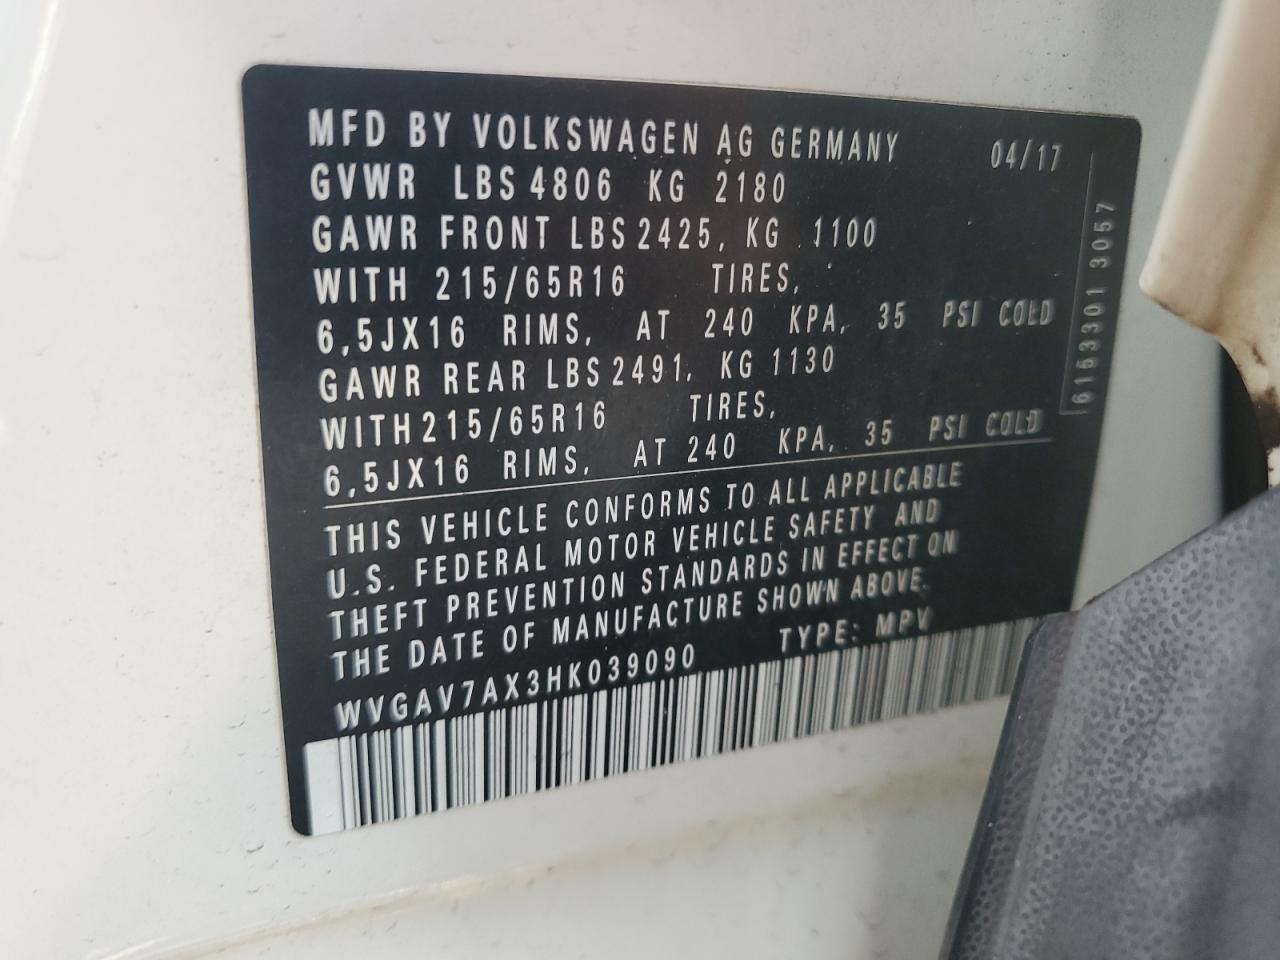 MFD BY VOLKSWAGEN AG GERMANY 04/17
GVWR LBS 4806 KG 2180
GAWR FRONT LBS 2425, KG 1100
WITH 215/65R16 TIRES,
6,5JX16 RIMS, AT 240 KPA, 35 PSI COLD
GAWR REAR LBS 2491, KG 1130
WITH 215/65R16 TIRES,
6,5JX16 RIMS, AT 240 KPA, 35 PSI COLD
THIS VEHICLE CONFORMS TO ALL APPLICABLE
U.S. FEDERAL MOTOR VEHICLE SAFETY AND
THEFT PREVENTION STANDARDS IN EFFECT ON
THE DATE OF MANUFACTURE SHOWN ABOVE.
WVGAV7AX3HK039090 TYPE: MPV
6153301 3057